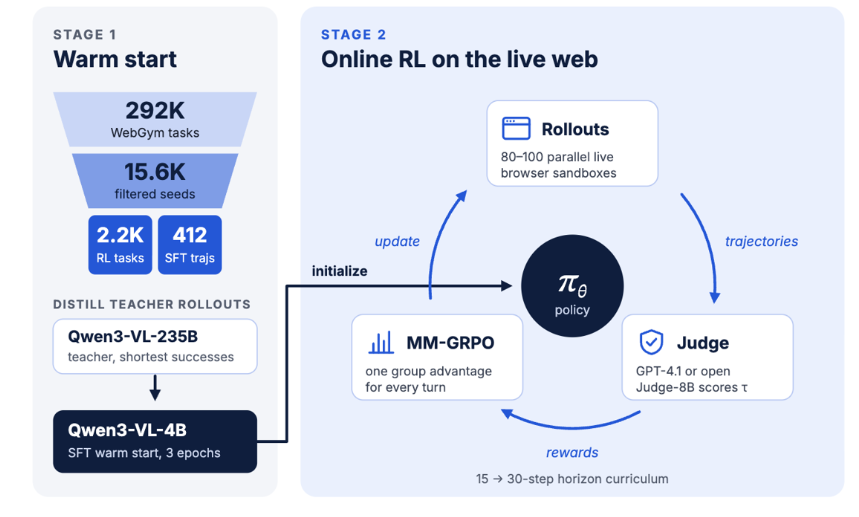 STAGE 1
Warm start
292K
WebGym tasks
15.6K
filtered seeds
2.2K
RL tasks
412
SFT trajs
DISTILL TEACHER ROLLOUTS
Qwen3-VL-235B
teacher, shortest successes
Qwen3-VL-4B
SFT warm start, 3 epochs
initialize
STAGE 2
Online RL on the live web
Rollouts
80–100 parallel live
browser sandboxes
update
trajectories
πθ
policy
MM-GRPO
one group advantage
for every turn
Judge
GPT-4.1 or open
Judge-8B scores τ
rewards
15 → 30-step horizon curriculum